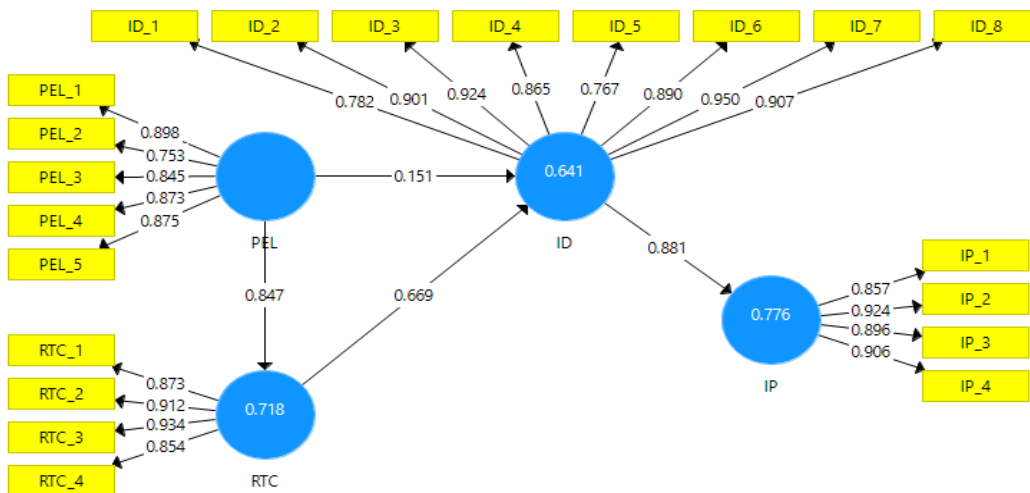 ID_1 ID_2 ID_3 ID_4 ID_5 ID_6 ID_7 ID_8
0.782 0.901 0.924 0.865 0.767 0.890 0.950 0.907
PEL_1
PEL_2
PEL_3
PEL_4
PEL_5
0.898
0.753
0.845
0.873
0.875
PEL
0.151
0.641
ID
0.847
0.669
0.881
RTC_1
RTC_2
RTC_3
RTC_4
0.873
0.912
0.934
0.854
0.718
RTC
0.776
IP
0.857
0.924
0.896
0.906
IP_1
IP_2
IP_3
IP_4